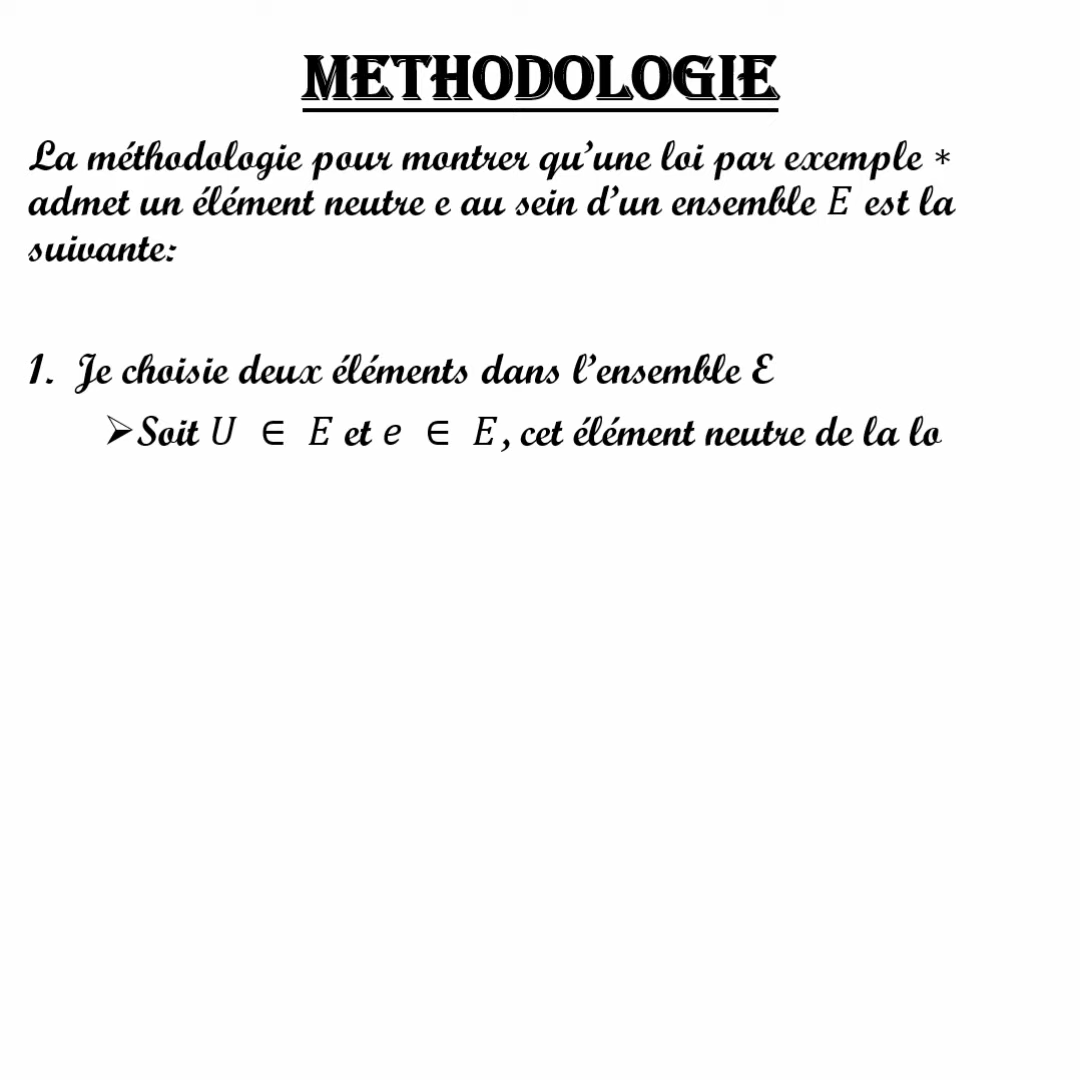 METHODOLOGIE
La méthodologie pour montrer qu’une loi par exemple ∗
admet un élément neutre e au sein d’un ensemble E est la
suivante:
1. Je choisie deux éléments dans l’ensemble E
➢Soit U ∈ E et e ∈ E, cet élément neutre de la lo